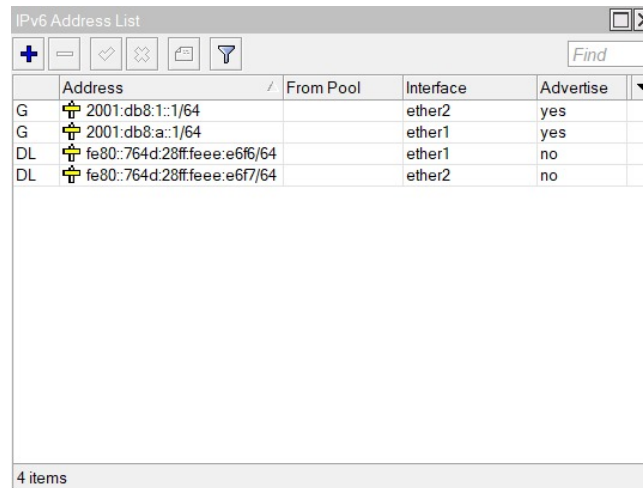 IPv6 Address List
Find
Address From Pool Interface Advertise
G 2001:db8:1::1/64 ether2 yes
G 2001:db8:a::1/64 ether1 yes
DL fe80::764d:28ff:feee:e6f6/64 ether1 no
DL fe80::764d:28ff:feee:e6f7/64 ether2 no
4 items